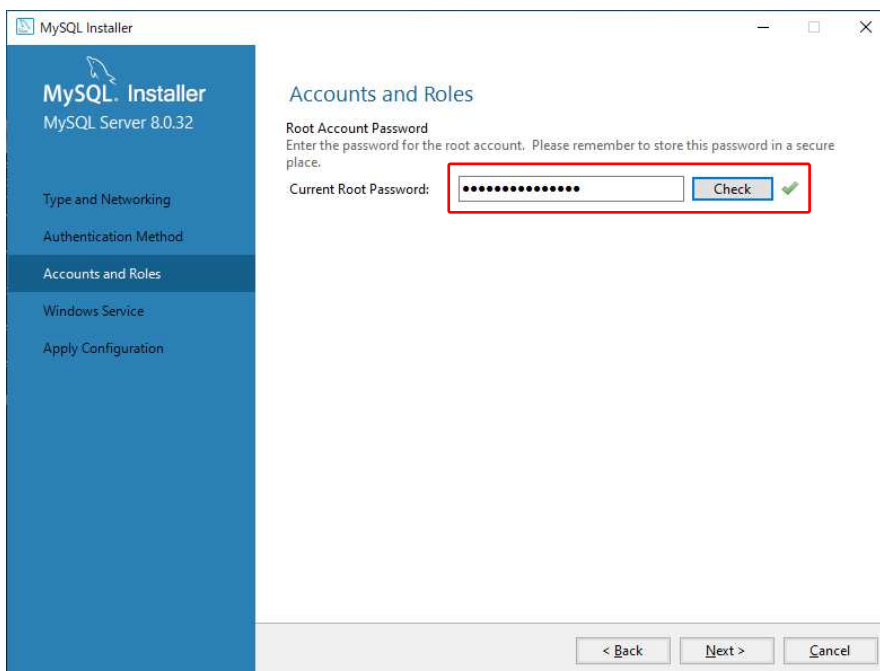 MySQL Installer
MySQL. Installer
MySQL Server 8.0.32
Type and Networking
Authentication Method
Accounts and Roles
Windows Service
Apply Configuration
Accounts and Roles
Root Account Password
Enter the password for the root account. Please remember to store this password in a secure
place.
Current Root Password: ●●●●●●●●●●●●●●● Check
< Back Next > Cancel